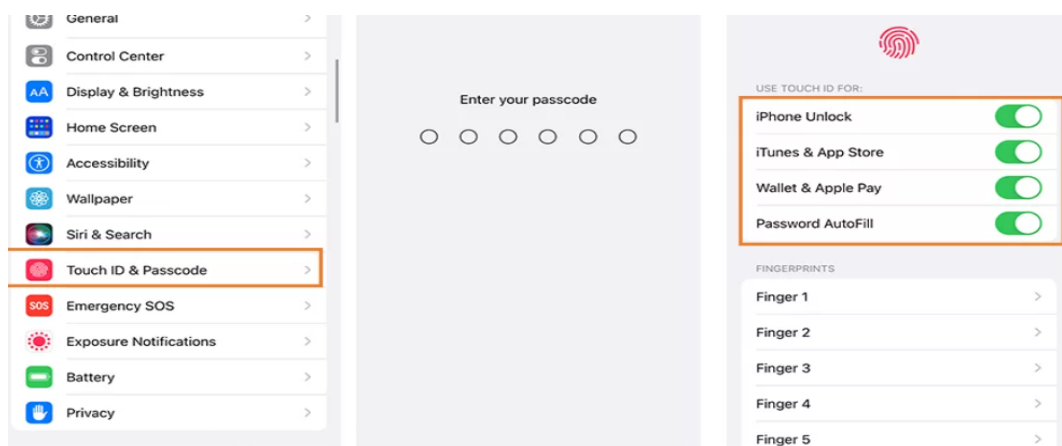 General
Control Center
AA Display & Brightness
Home Screen
Accessibility
Wallpaper
Siri & Search
Touch ID & Passcode
SOS Emergency SOS
Exposure Notifications
Battery
Privacy
Enter your passcode
USE TOUCH ID FOR:
iPhone Unlock
iTunes & App Store
Wallet & Apple Pay
Password AutoFill
FINGERPRINTS
Finger 1
Finger 2
Finger 3
Finger 4
Finger 5